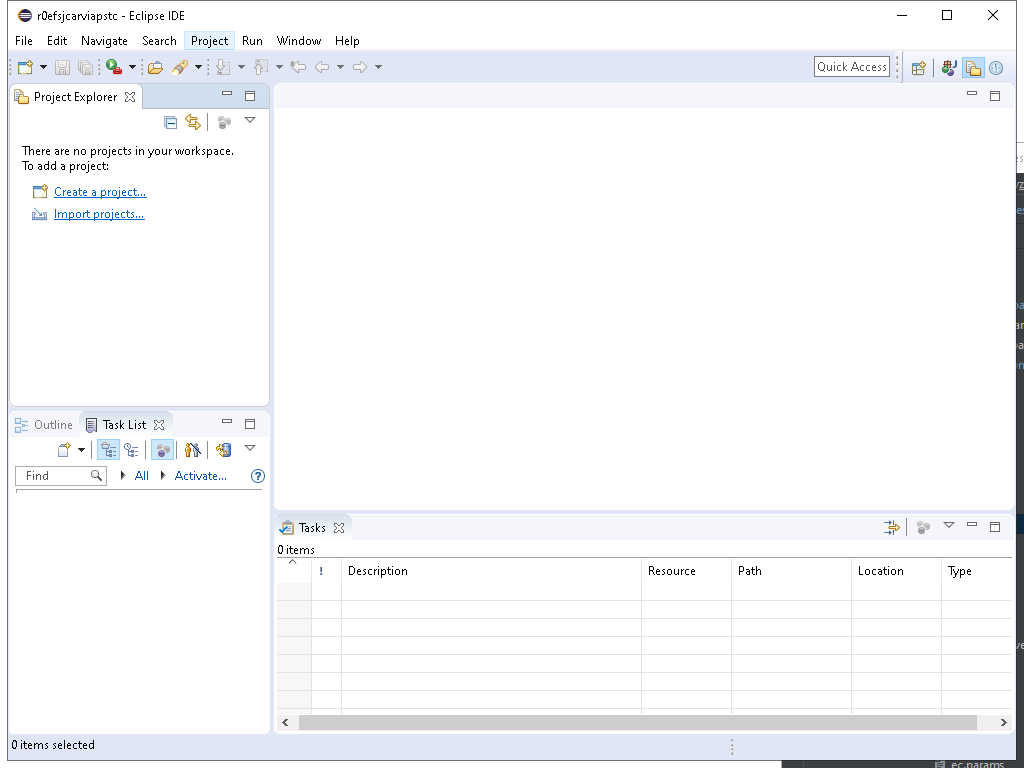 r0efsjcarviapstc - Eclipse IDE
File Edit Navigate Search Project Run Window Help
Quick Access
Project Explorer
There are no projects in your workspace.
To add a project:
Create a project...
Import projects...
Outline Task List
Find All Activate...
Tasks
0 items
! Description Resource Path Location Type
0 items selected
ec.params